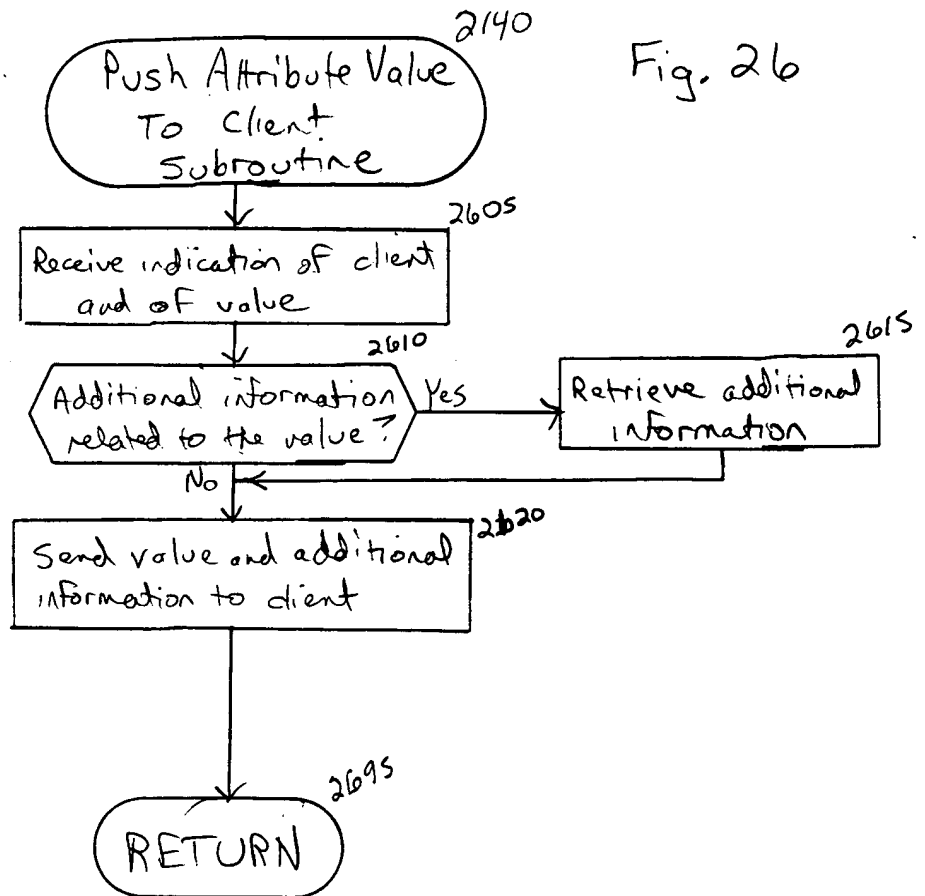 2140
Fig. 26
Push Attribute Value
To Client
Subroutine
2605
Receive indication of client
and of value
2610
Additional information
related to the value?
Yes
2615
Retrieve additional
information
No
2620
Send value and additional
information to client
2695
RETURN